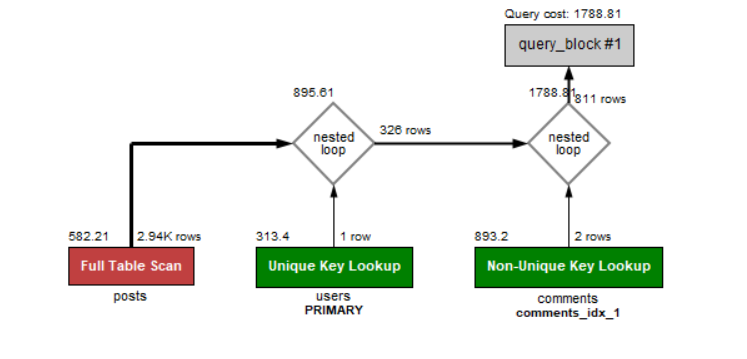 Query cost: 1788.81
query_block #1
895.61
1788.81
811 rows
nested
loop
326 rows
nested
loop
582.21
2.94K rows
313.4
1 row
893.2
2 rows
Full Table Scan
Unique Key Lookup
Non-Unique Key Lookup
posts
users
PRIMARY
comments
comments_idx_1